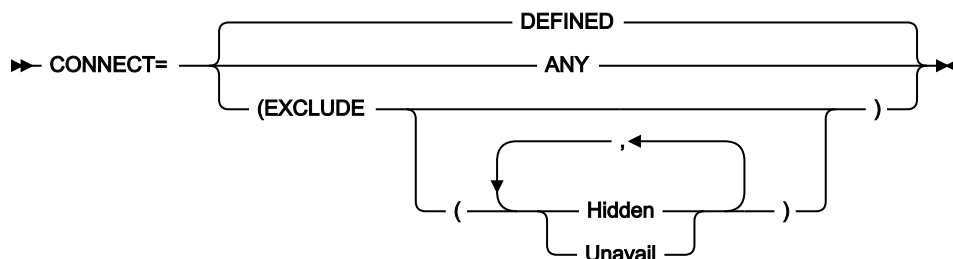 DEFINED
CONNECT= ANY
(EXCLUDE )
,
( Hidden )
Unavail